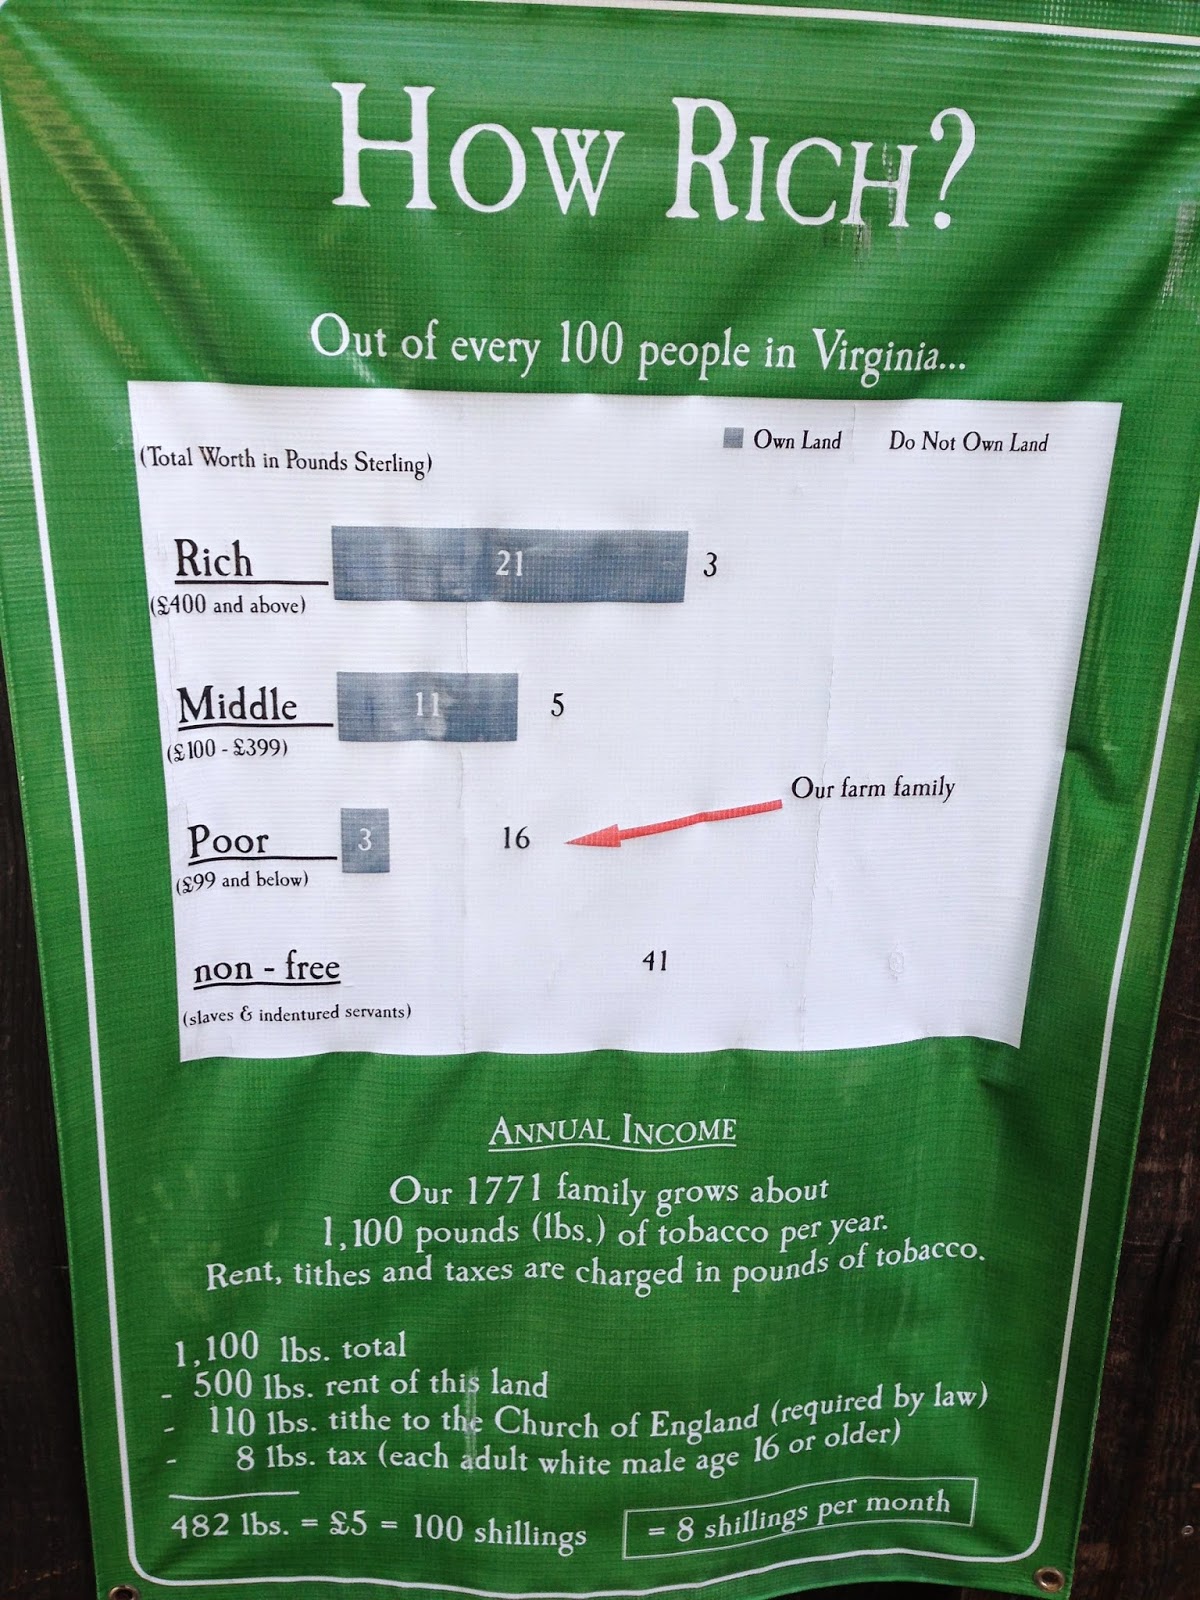 How Rich?
Out of every 100 people in Virginia...
Own Land Do Not Own Land
(Total Worth in Pounds Sterling)
Rich 21 3
(£400 and above)
Middle 11 5
(£100 - £399)
Our farm family
Poor 3 16
(£99 and below)
non - free 41
(slaves & indentured servants)
Annual Income
Our 1771 family grows about
1,100 pounds (lbs.) of tobacco per year.
Rent, tithes and taxes are charged in pounds of tobacco.
1,100 lbs. total
- 500 lbs. rent of this land
- 110 lbs. tithe to the Church of England (required by law)
- 8 lbs. tax (each adult white male age 16 or older)
482 lbs. = £5 = 100 shillings = 8 shillings per month